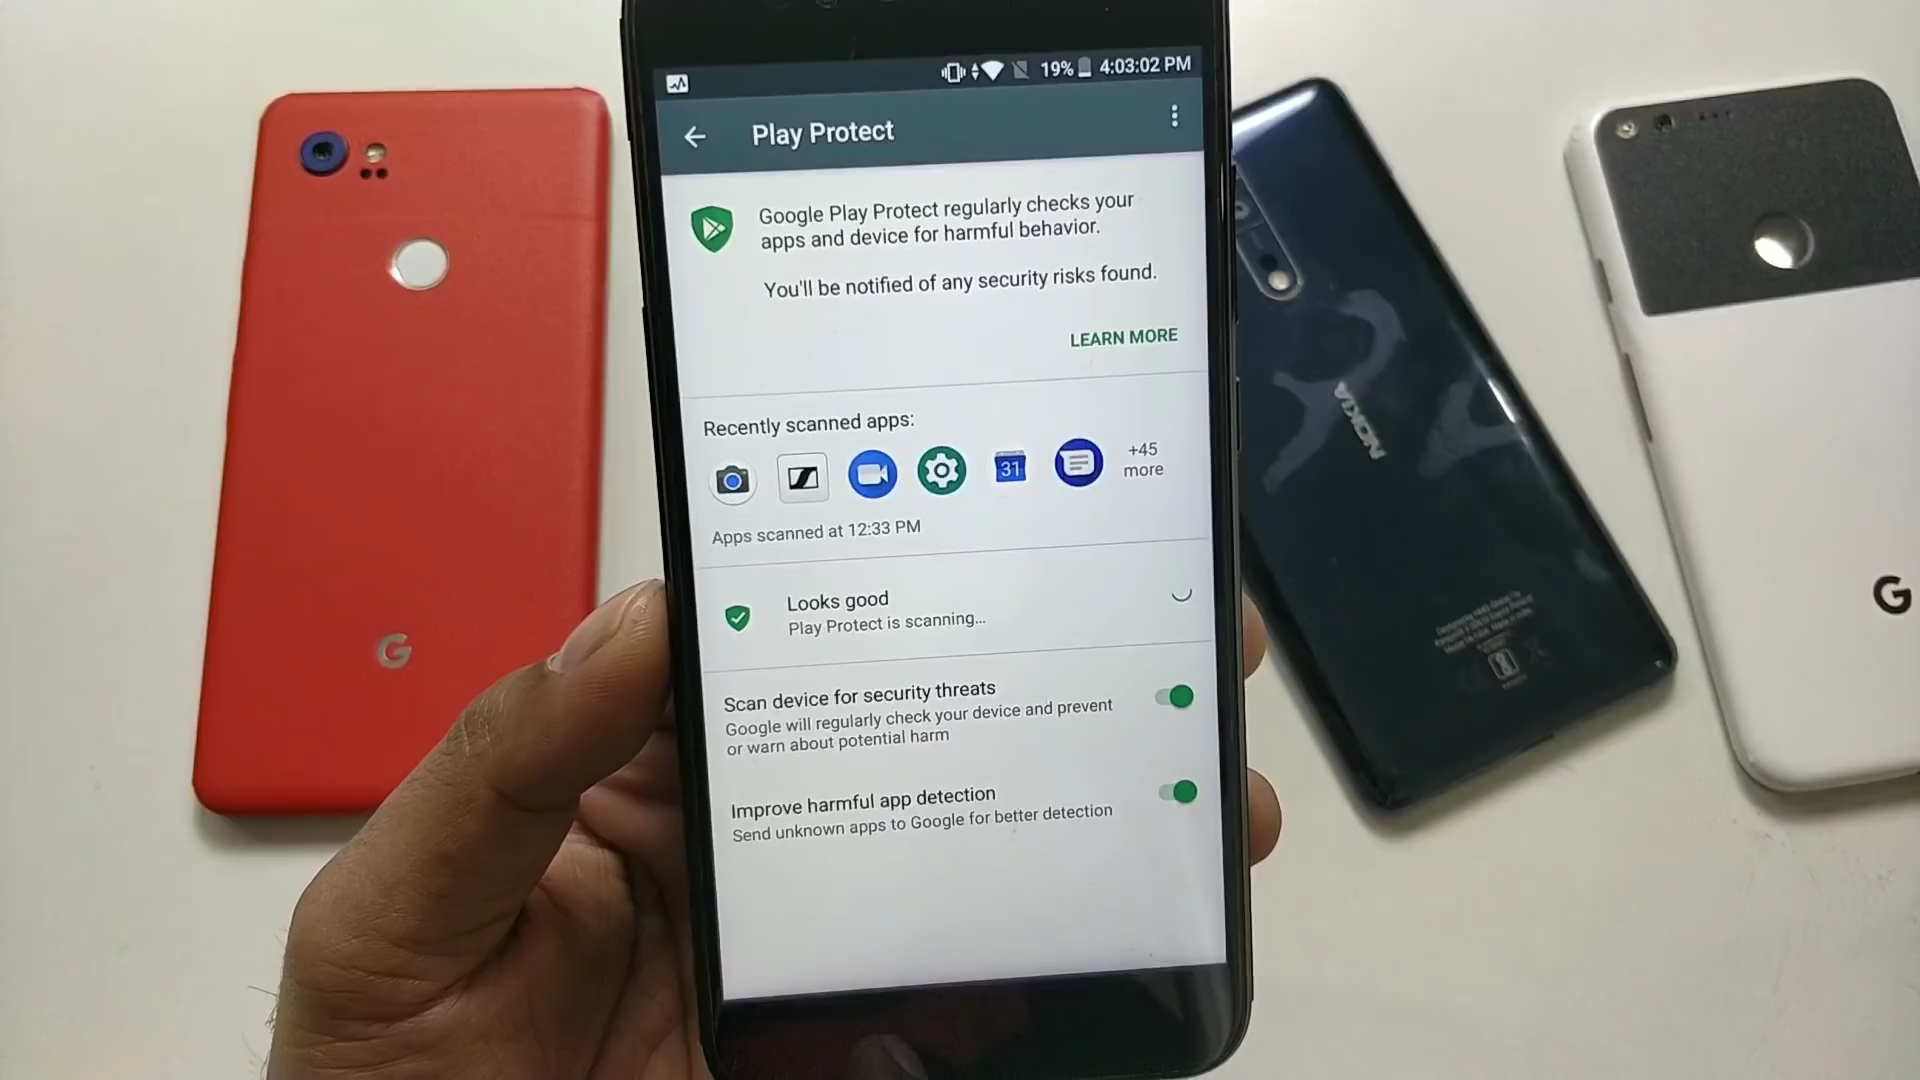 19% 4:03:02 PM
Play Protect
Google Play Protect regularly checks your
apps and device for harmful behavior.
You'll be notified of any security risks found.
LEARN MORE
Recently scanned apps:
31
+45
more
Apps scanned at 12:33 PM
Looks good
Play Protect is scanning...
Scan device for security threats
Google will regularly check your device and prevent
or warn about potential harm
Improve harmful app detection
Send unknown apps to Google for better detection
G
NOKIA
G